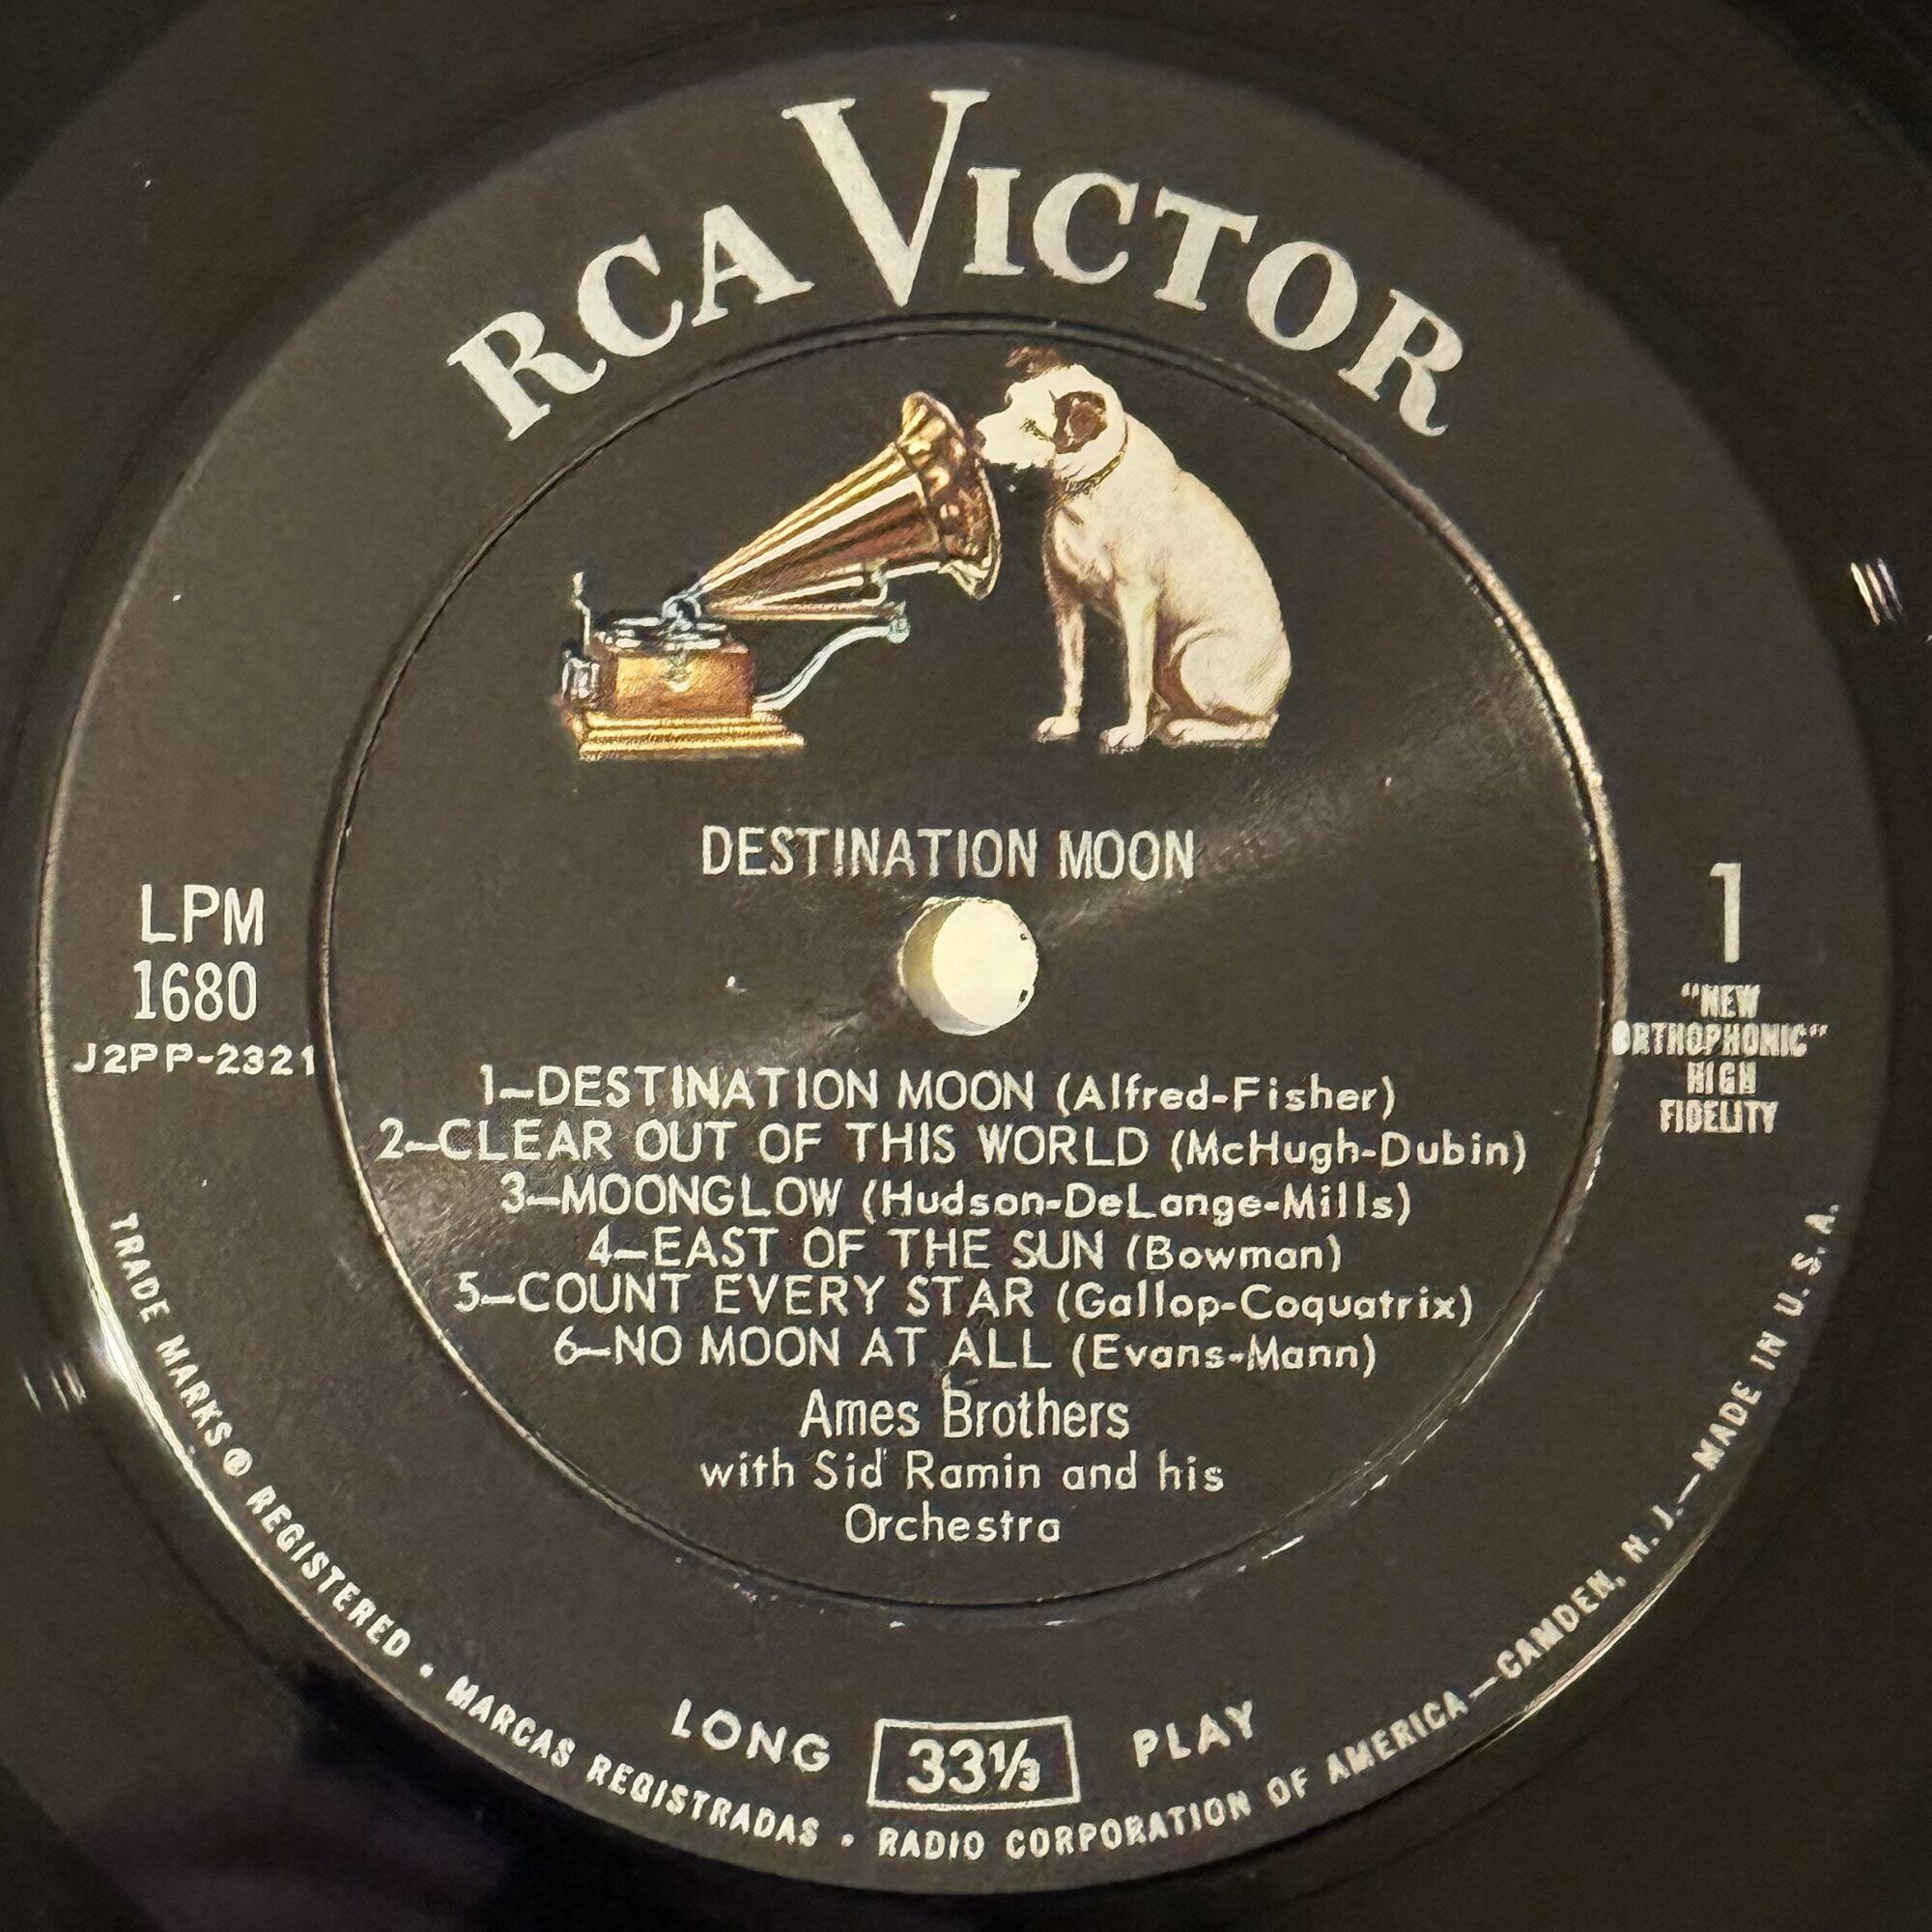 RCA VICTOR
DESTINATION MOON
LPM
1680
J2PP-2321
1
"NEW
ORTHOPHONIC"
HIGH
FIDELITY
1—DESTINATION MOON (Alfred-Fisher)
2—CLEAR OUT OF THIS WORLD (McHugh-Dubin)
3—MOONGLOW (Hudson-DeLange-Mills)
4—EAST OF THE SUN (Bowman)
5—COUNT EVERY STAR (Gallop-Coquatrix)
6—NO MOON AT ALL (Evans-Mann)
Ames Brothers
with Sid Ramin and his
Orchestra
LONG 33⅓ PLAY
TRADE MARKS ® REGISTERED • MARCAS REGISTRADAS • RADIO CORPORATION OF AMERICA—CAMDEN, N. J.—MADE IN U. S. A.